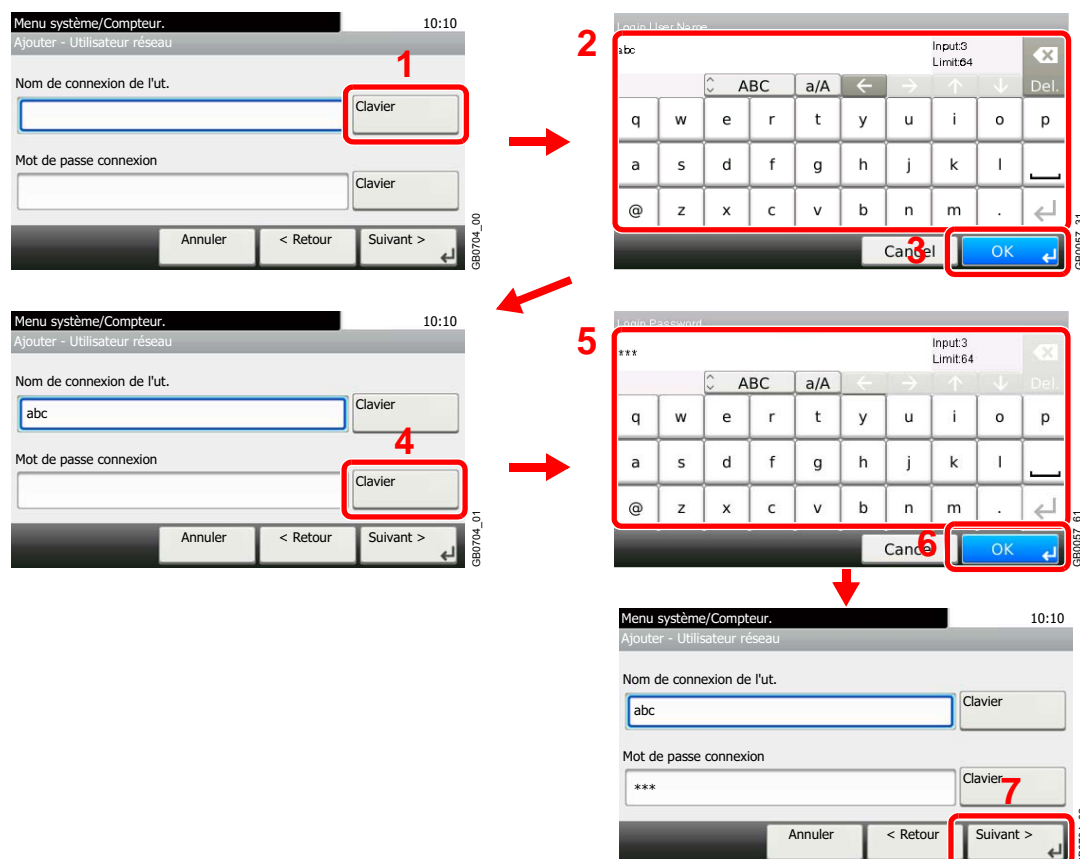 Menu système/Compteur. 10:10
Ajouter - Utilisateur réseau
1
Nom de connexion de l'ut.
Clavier
Mot de passe connexion
Clavier
Annuler < Retour Suivant >
GB0704_00
Login User Name
2
abc Input:3
Limit:64
ABC a/A Del.
q w e r t y u i o p
a s d f g h j k l
@ z x c v b n m .
Cancel 3 OK
GB0057_31
Menu système/Compteur. 10:10
Ajouter - Utilisateur réseau
Nom de connexion de l'ut.
abc Clavier
4
Mot de passe connexion
Clavier
Annuler < Retour Suivant >
GB0704_01
Login Password
5
*** Input:3
Limit:64
ABC a/A Del.
q w e r t y u i o p
a s d f g h j k l
@ z x c v b n m .
Cancel 6 OK
GB0057_61
Menu système/Compteur. 10:10
Ajouter - Utilisateur réseau
Nom de connexion de l'ut.
abc Clavier
Mot de passe connexion
*** Clavier
7
Annuler < Retour Suivant >